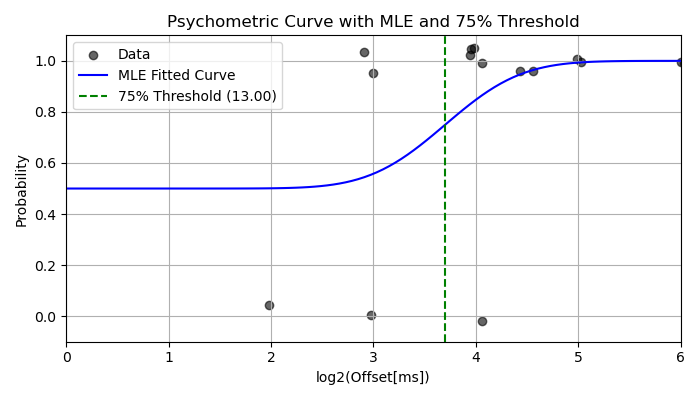 Psychometric Curve with MLE and 75% Threshold
Data
MLE Fitted Curve
75% Threshold (13.00)
Probability
1.0
0.8
0.6
0.4
0.2
0.0
0 1 2 3 4 5 6
log2(Offset[ms])